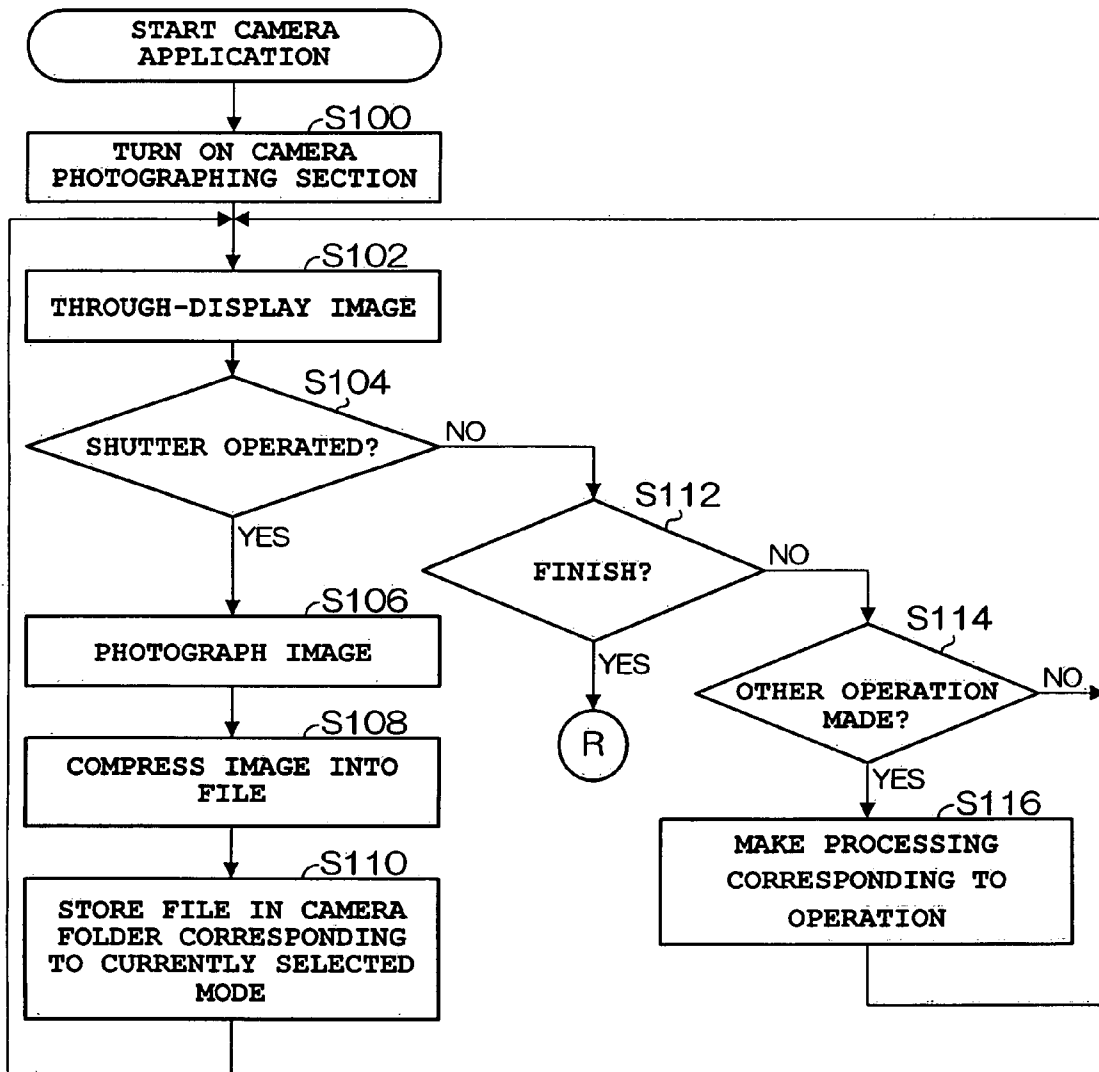 START CAMERA
APPLICATION
S100
TURN ON CAMERA
PHOTOGRAPHING SECTION
S102
THROUGH-DISPLAY IMAGE
S104
SHUTTER OPERATED?
NO
YES
S106
PHOTOGRAPH IMAGE
S108
COMPRESS IMAGE INTO
FILE
S110
STORE FILE IN CAMERA
FOLDER CORRESPONDING
TO CURRENTLY SELECTED
MODE
S112
FINISH?
NO
YES
R
S114
OTHER OPERATION
MADE?
NO
YES
S116
MAKE PROCESSING
CORRESPONDING TO
OPERATION